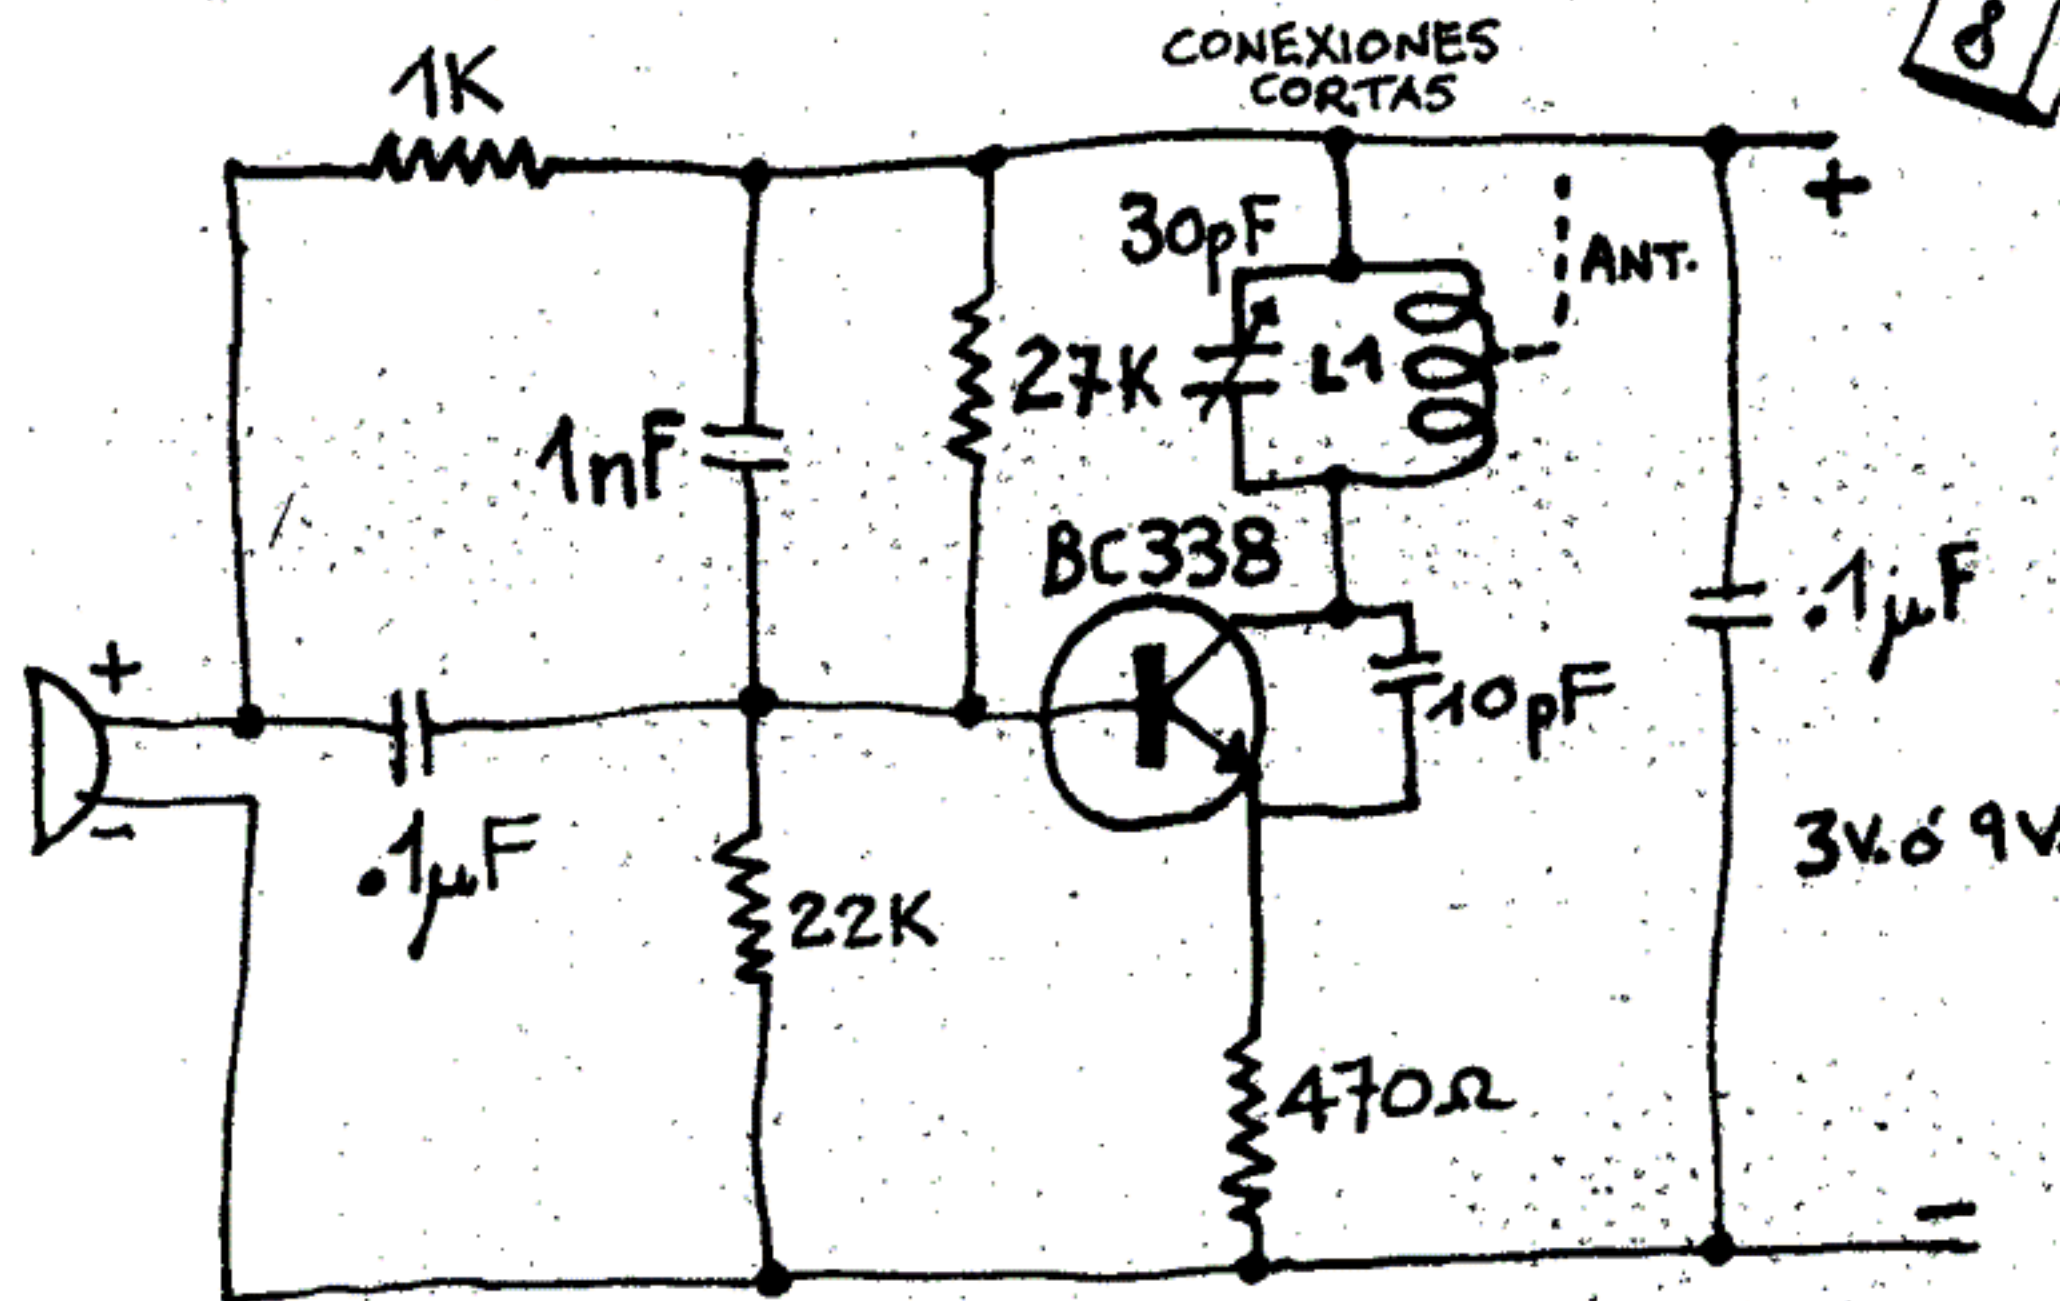 CONEXIONES
CORTAS
8
1K
+
30pF
ANT.
27K
L1
1nF
BC338
.1µF
+
10pF
-
.1µF
3V. ó 9V.
22K
470Ω
-